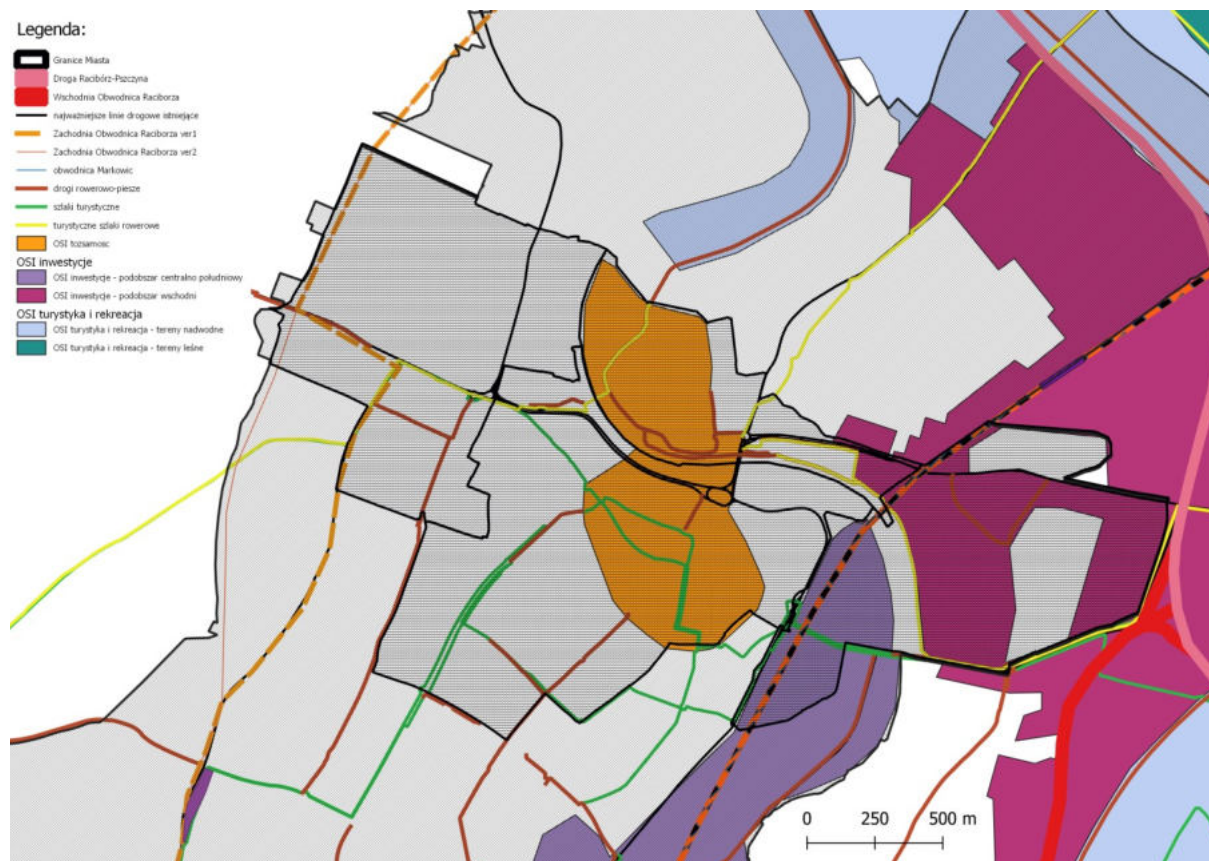 Legenda:
Granice Miasta
Droga Racibórz-Pszczyna
Wschodnia Obwodnica Raciborza
najważniejsze linie drogowe istniejące
Zachodnia Obwodnica Raciborza ver1
Zachodnia Obwodnica Raciborza ver2
obwodnica Markowic
drogi rowerowo-piesze
szlaki turystyczne
turystyczne szlaki rowerowe
OSI tozsamosc
OSI inwestycje
OSI inwestycje - podobszar centralno południowy
OSI inwestycje - podobszar wschodni
OSI turystyka i rekreacja
OSI turystyka i rekreacja - tereny nadwodne
OSI turystyka i rekreacja - tereny leśne
0 250 500 m